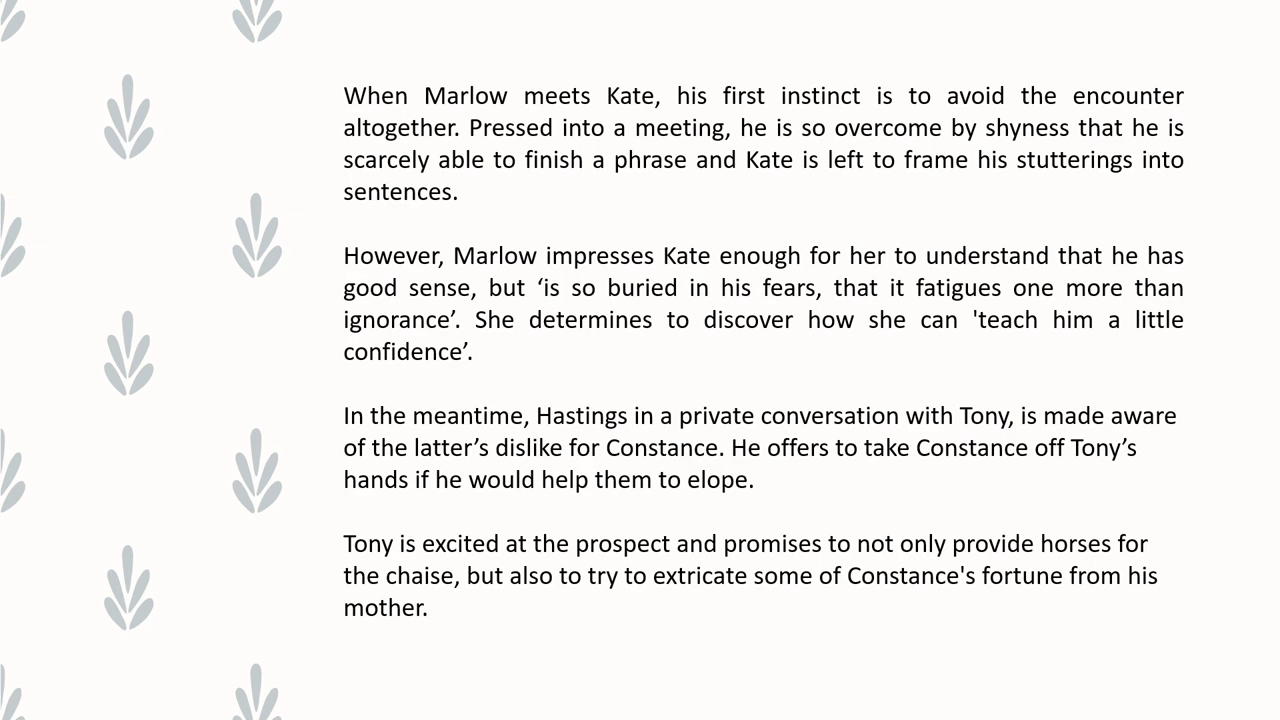 When Marlow meets Kate, his first instinct is to avoid the encounter
altogether. Pressed into a meeting, he is so overcome by shyness that he is
scarcely able to finish a phrase and Kate is left to frame his stutterings into
sentences.
However, Marlow impresses Kate enough for her to understand that he has
good sense, but ‘is so buried in his fears, that it fatigues one more than
ignorance’. She determines to discover how she can 'teach him a little
confidence’.
In the meantime, Hastings in a private conversation with Tony, is made aware
of the latter’s dislike for Constance. He offers to take Constance off Tony’s
hands if he would help them to elope.
Tony is excited at the prospect and promises to not only provide horses for
the chaise, but also to try to extricate some of Constance's fortune from his
mother.